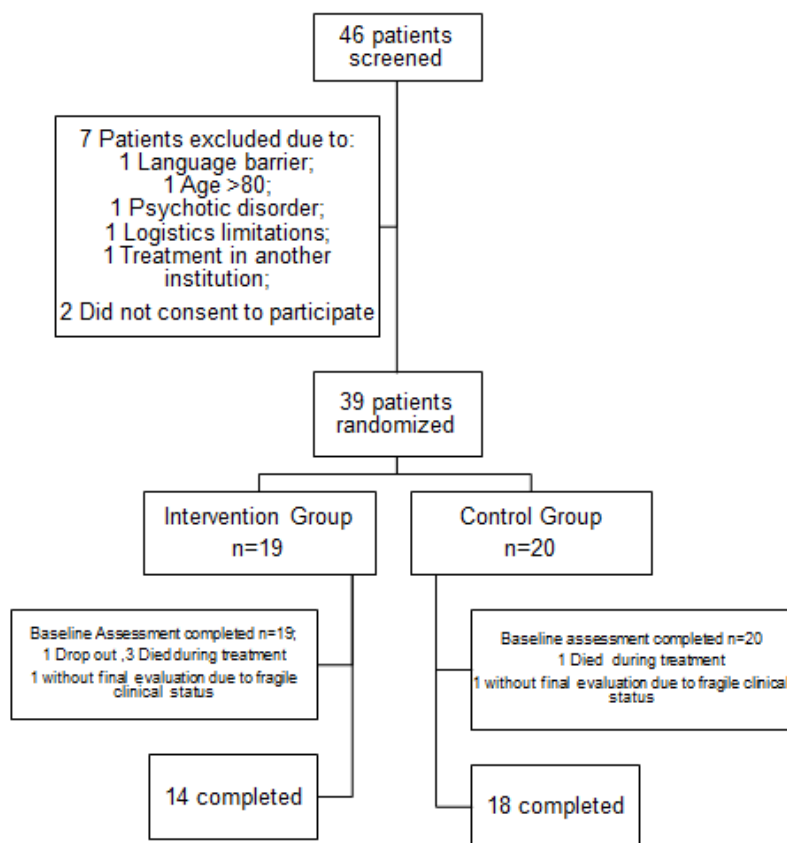 46 patients
screened
7 Patients excluded due to:
1 Language barrier;
1 Age >80;
1 Psychotic disorder;
1 Logistics limitations;
1 Treatment in another
institution;
2 Did not consent to participate
39 patients
randomized
Intervention Group
n=19
Control Group
n=20
Baseline Assessment completed n=19;
1 Drop out ,3 Died during treatment
1 without final evaluation due to fragile
clinical status
Baseline assessment completed n=20
1 Died during treatment
1 without final evaluation due to fragile clinical
status
14 completed
18 completed